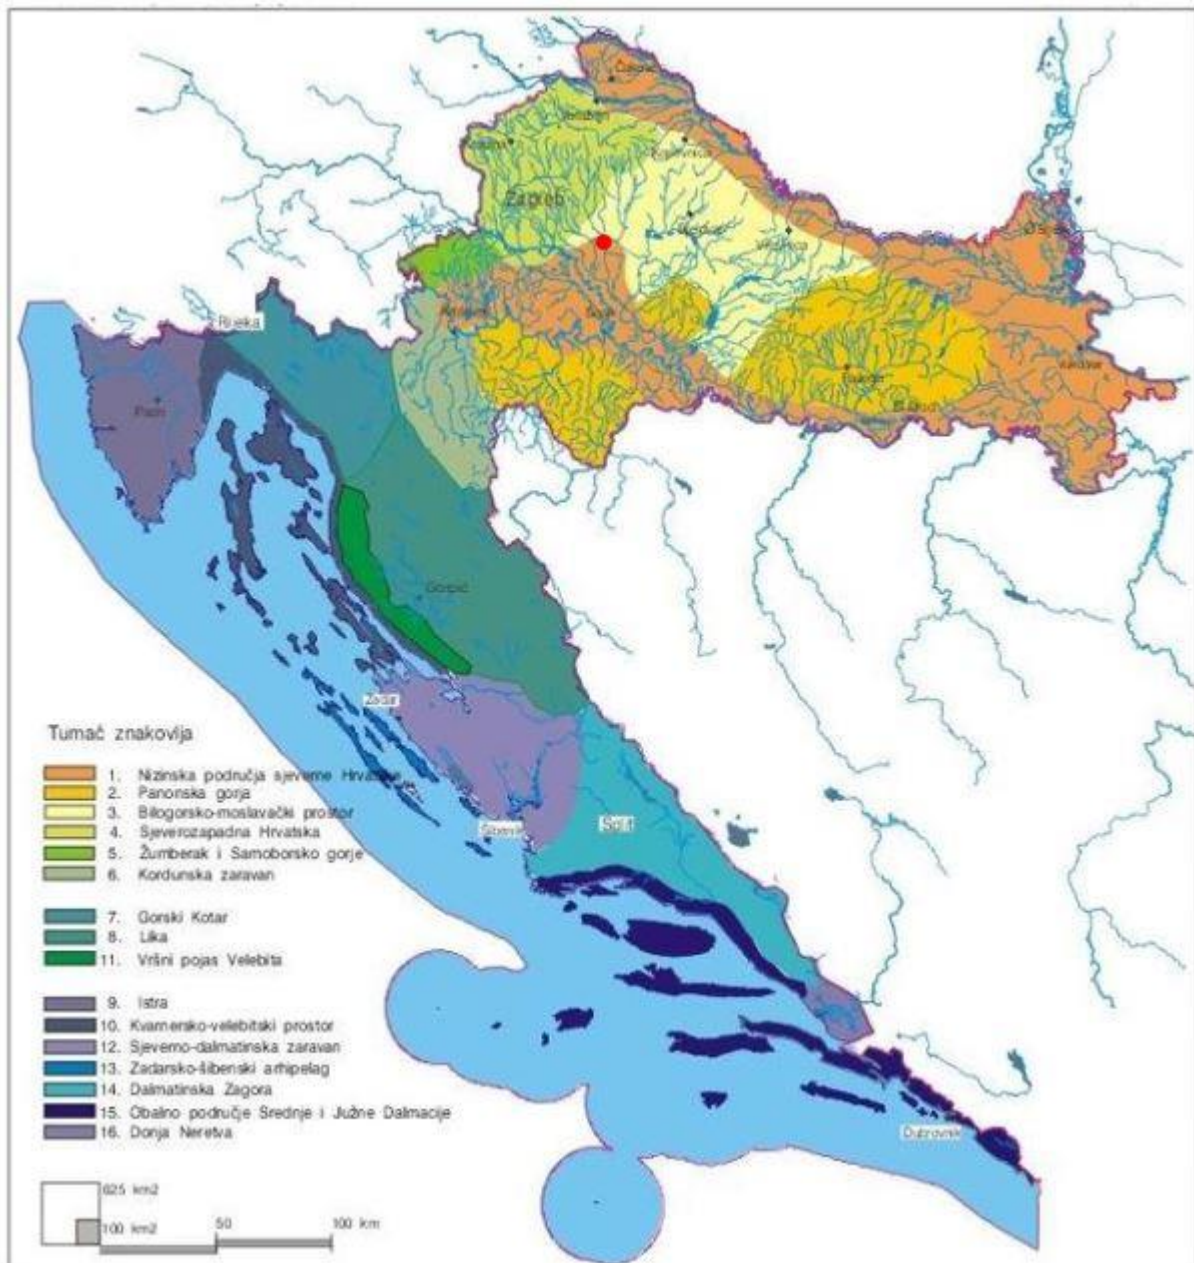 Čakovec
Varaždin
Krapina
Koprivnica
Zagreb
Bjelovar
Virovitica
Osijek
Karlovac
Sisak
Rijeka
Pazin
Požega
Vukovar
Gospić
Zadar
Šibenik
Split
Dubrovnik
Tumač znakovlja
1. Nizinska područja sjeverne Hrvatske
2. Panonska gorja
3. Bilogorsko-moslavački prostor
4. Sjeverozapadna Hrvatska
5. Žumberak i Samoborsko gorje
6. Kordunska zaravan
7. Gorski Kotar
8. Lika
11. Vršni pojas Velebita
9. Istra
10. Kvarnersko-velebitski prostor
12. Sjeverno-dalmatinska zaravan
13. Zadarsko-šibenski arhipelag
14. Dalmatinska Zagora
15. Obalno područje Srednje i Južne Dalmacije
16. Donja Neretva
625 km2
100 km2
50
100 km